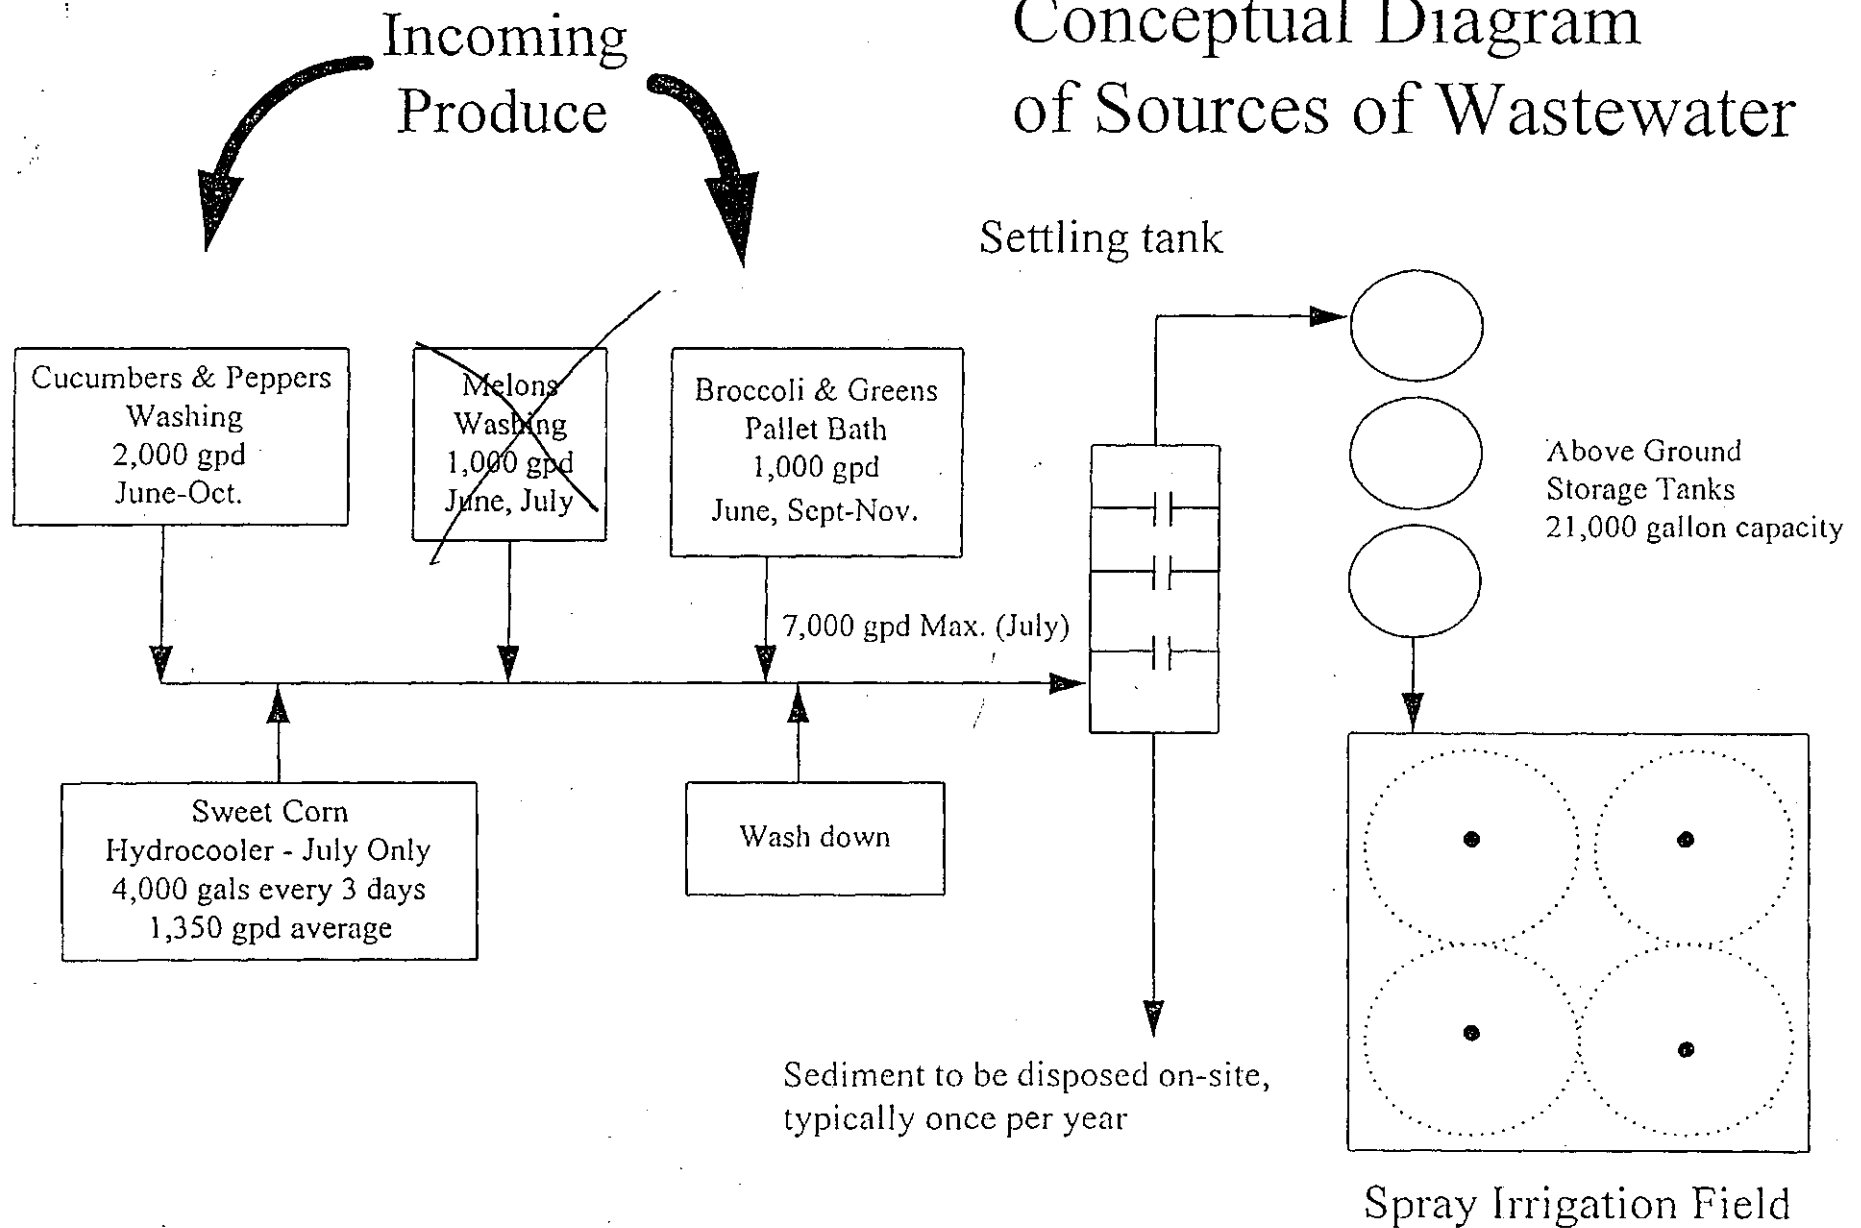 Incoming
Produce
Conceptual Diagram
of Sources of Wastewater
Settling tank
Cucumbers & Peppers
Washing
2,000 gpd
June-Oct.
Melons
Washing
1,000 gpd
June, July
Broccoli & Greens
Pallet Bath
1,000 gpd
June, Sept-Nov.
Above Ground
Storage Tanks
21,000 gallon capacity
7,000 gpd Max. (July)
Sweet Corn
Hydrocooler - July Only
4,000 gals every 3 days
1,350 gpd average
Wash down
Sediment to be disposed on-site,
typically once per year
Spray Irrigation Field